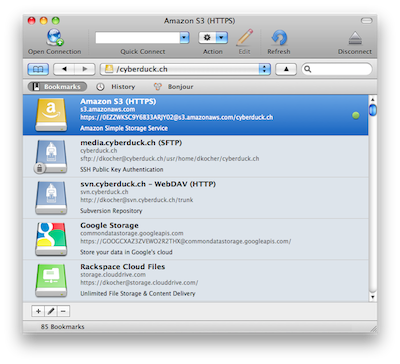 Amazon S3 (HTTPS)
Open Connection
Quick Connect
Action
Edit
Refresh
Disconnect
/cyberduck.ch
Bookmarks
History
Bonjour
Amazon S3 (HTTPS)
s3.amazonaws.com
https://0EZZWKSC9Y6833ARJY02@s3.amazonaws.com/cyberduck.ch
Amazon Simple Storage Service
media.cyberduck.ch (SFTP)
cyberduck.ch
sftp://dkocher@cyberduck.ch/usr/home/dkocher/cyberduck.ch
SSH Public Key Authentication
svn.cyberduck.ch – WebDAV (HTTP)
svn.cyberduck.ch
http://dkocher@svn.cyberduck.ch/trunk
Subversion Repository
Google Storage
commondatastorage.googleapis.com
https://GOOGCXAZ3ZVEWO2R2THX@commondatastorage.googleapis.com/
Store your data in Google's cloud
Rackspace Cloud Files
storage.clouddrive.com
https://dkocher@storage.clouddrive.com/
Unlimited File Storage & Content Delivery
85 Bookmarks